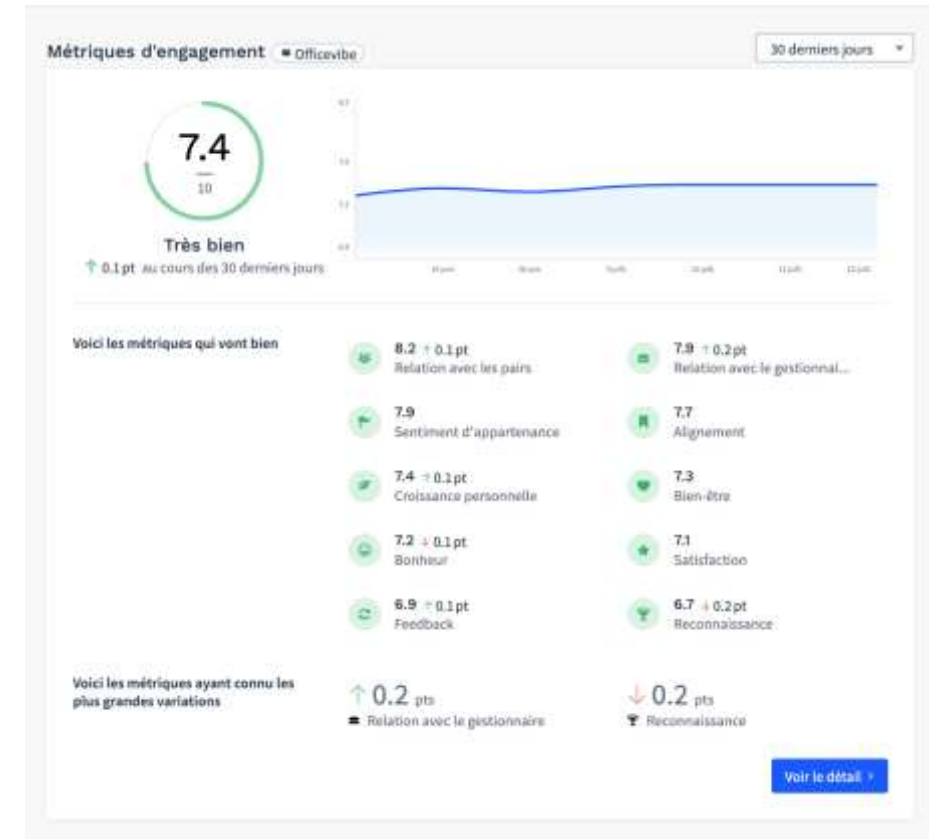 Métriques d'engagement Officevibe
30 derniers jours
7.4
10
Très bien
↑ 0.1 pt au cours des 30 derniers jours
Voici les métriques qui vont bien
8.2 ↑ 0.1 pt
Relation avec les pairs
7.9 ↑ 0.2 pt
Relation avec le gestionnai...
7.9
Sentiment d'appartenance
7.7
Alignement
7.4 ↑ 0.1 pt
Croissance personnelle
7.3
Bien-être
7.2 ↓ 0.1 pt
Bonheur
7.1
Satisfaction
6.9 ↑ 0.1 pt
Feedback
6.7 ↓ 0.2 pt
Reconnaissance
Voici les métriques ayant connu les
plus grandes variations
↑ 0.2 pts
Relation avec le gestionnaire
↓ 0.2 pts
Reconnaissance
Voir le détail ›